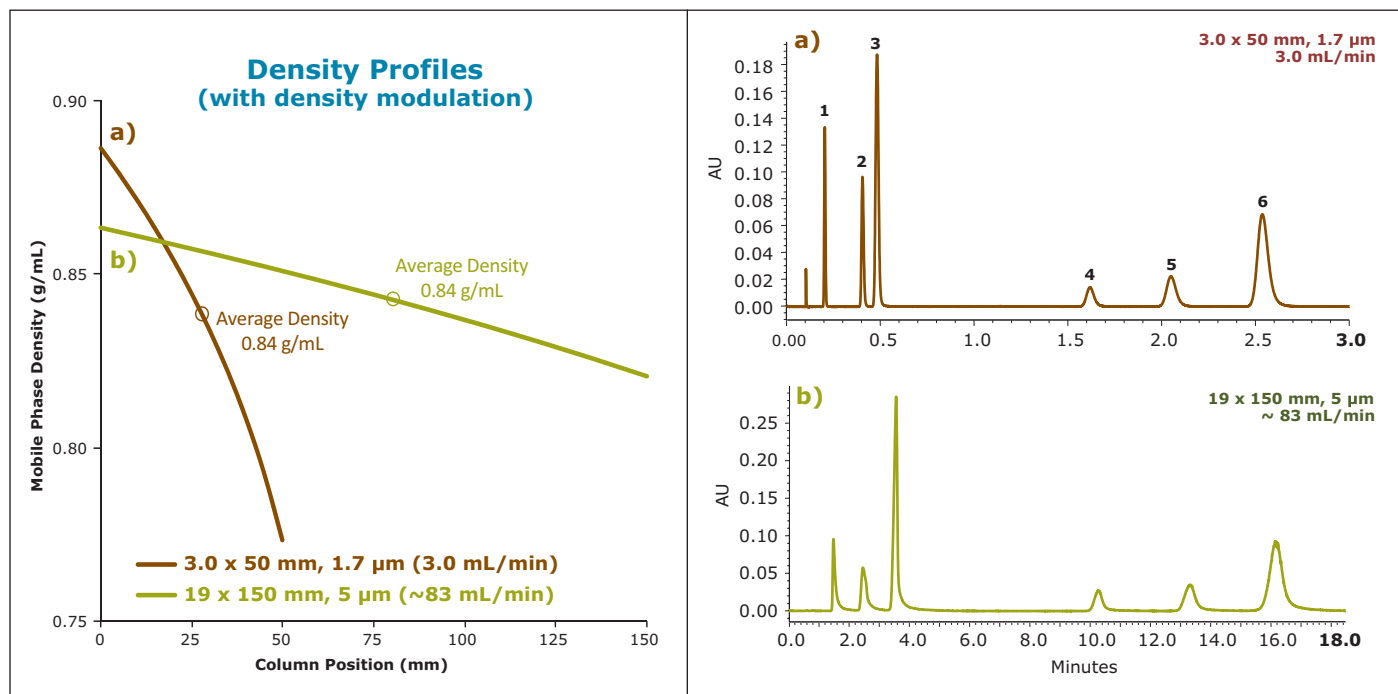 Density Profiles
(with density modulation)
Mobile Phase Density (g/mL)
0.90
0.85
0.80
0.75
a)
b)
Average Density
0.84 g/mL
Average Density
0.84 g/mL
3.0 x 50 mm, 1.7 µm (3.0 mL/min)
19 x 150 mm, 5 µm (~83 mL/min)
0 25 50 75 100 125 150
Column Position (mm)
a)
3.0 x 50 mm, 1.7 µm
3.0 mL/min
AU
0.18
0.16
0.14
0.12
0.10
0.08
0.06
0.04
0.02
0.00
1 2 3 4 5 6
0.00 0.5 1.0 1.5 2.0 2.5 3.0
b)
19 x 150 mm, 5 µm
~ 83 mL/min
AU
0.25
0.20
0.15
0.10
0.05
0.00
0.0 2.0 4.0 6.0 8.0 10.0 12.0 14.0 16.0 18.0
Minutes